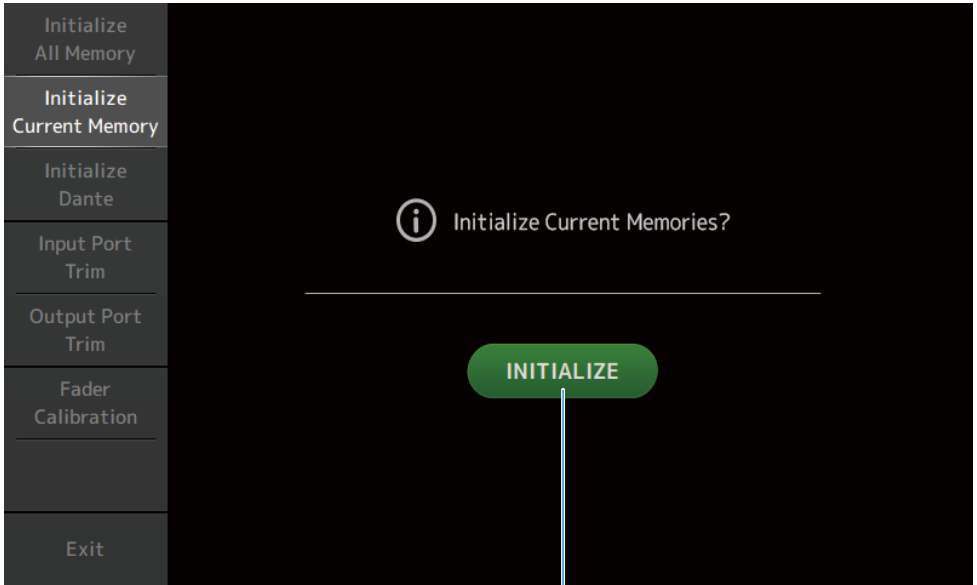 Initialize
All Memory
Initialize
Current Memory
Initialize
Dante
Input Port
Trim
Output Port
Trim
Fader
Calibration
Exit
Initialize Current Memories?
INITIALIZE